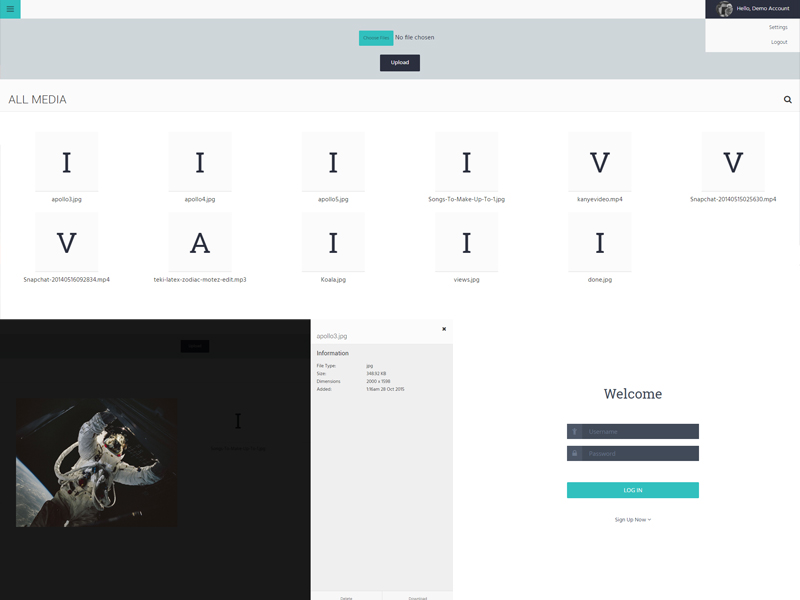 Hello, Demo Account
Settings
Logout
Choose Files No file chosen
Upload
ALL MEDIA
I I I I V V
apollo3.jpg apollo4.jpg apollo5.jpg Songs-To-Make-Up-To-1.jpg kanyevideo.mp4 Snapchat-20140515025630.mp4
V A I I I
Snapchat-20140516092834.mp4 teki-latex-zodiac-motez-edit.mp3 Koala.jpg views.jpg done.jpg
apollo3.jpg
Information
File Type: jpg
Size: 348.92 KB
Dimensions: 2000 x 1598
Added: 1:16am 28 Oct 2015
I
Delete Download
Welcome
Username
Password
LOG IN
Sign Up Now